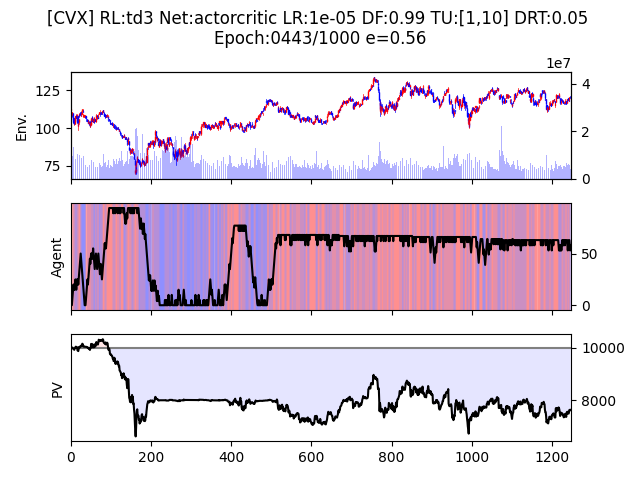 [CVX] RL:td3 Net:actorcritic LR:1e-05 DF:0.99 TU:[1,10] DRT:0.05
Epoch:0443/1000 e=0.56
1e7
Env.
125
100
75
4
2
0
Agent
50
0
PV
10000
8000
0 200 400 600 800 1000 1200